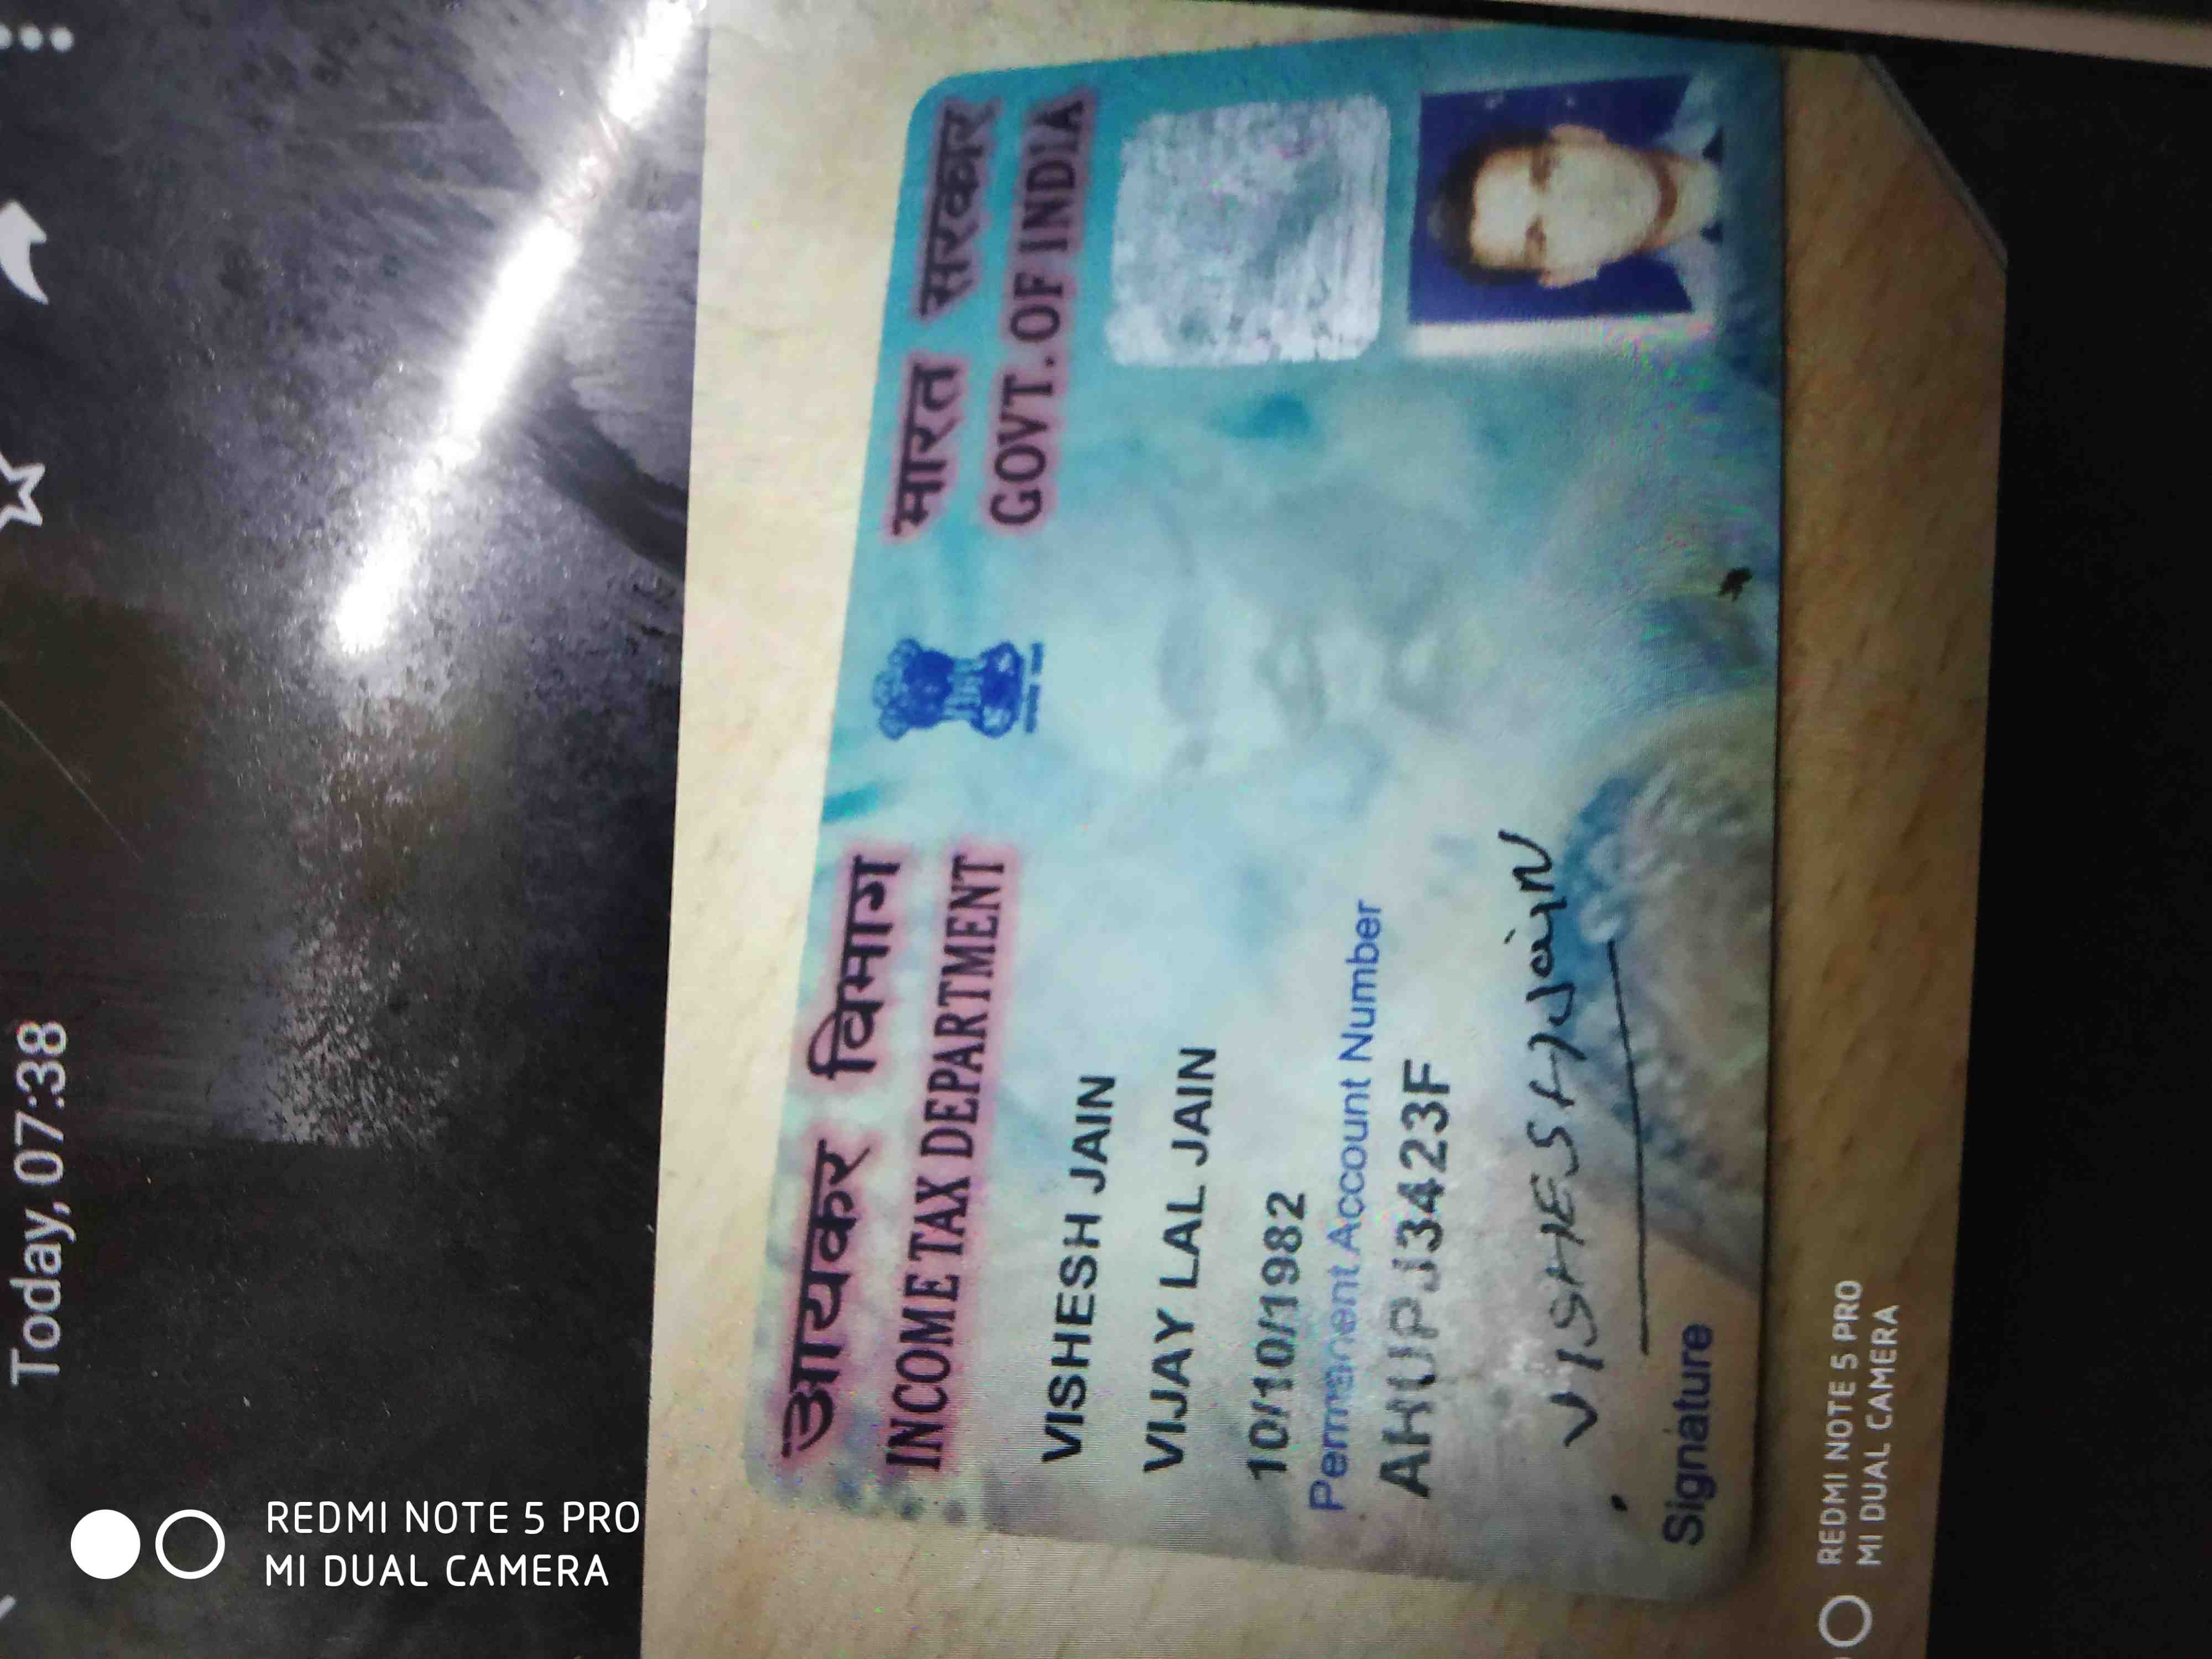 Today, 07:38
आयकर विभाग
INCOME TAX DEPARTMENT
भारत सरकार
GOVT. OF INDIA
VISHESH JAIN
VIJAY LAL JAIN
10/10/1982
Permanent Account Number
AHUPJ3423F
VISHESH Jain
Signature
REDMI NOTE 5 PRO
MI DUAL CAMERA
REDMI NOTE 5 PRO
MI DUAL CAMERA